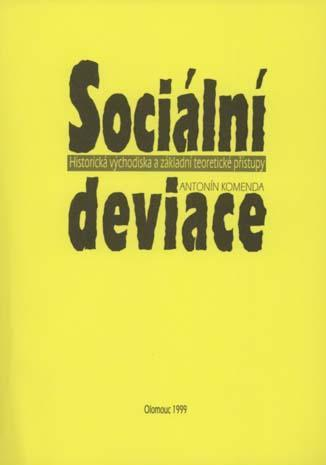 Sociální
Historická východiska a základní teoretické přístupy
ANTONÍN KOMENDA
deviace
Olomouc 1999